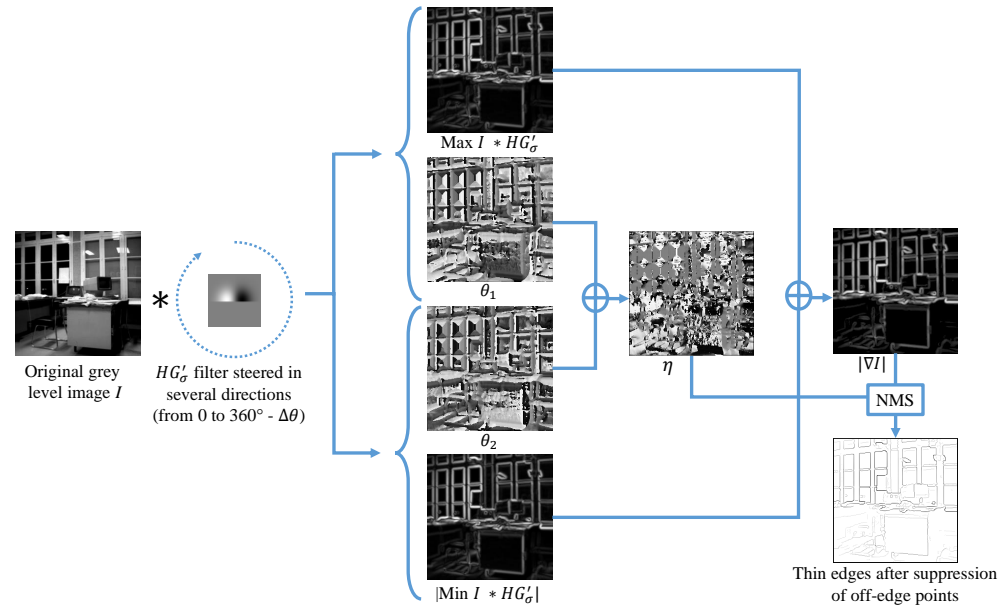 Max I ∗ HG′σ
θ1
Original grey
level image I
*
HG′σ filter steered in
several directions
(from 0 to 360° - Δθ)
η
|∇I|
NMS
θ2
|Min I ∗ HG′σ|
Thin edges after suppression
of off-edge points